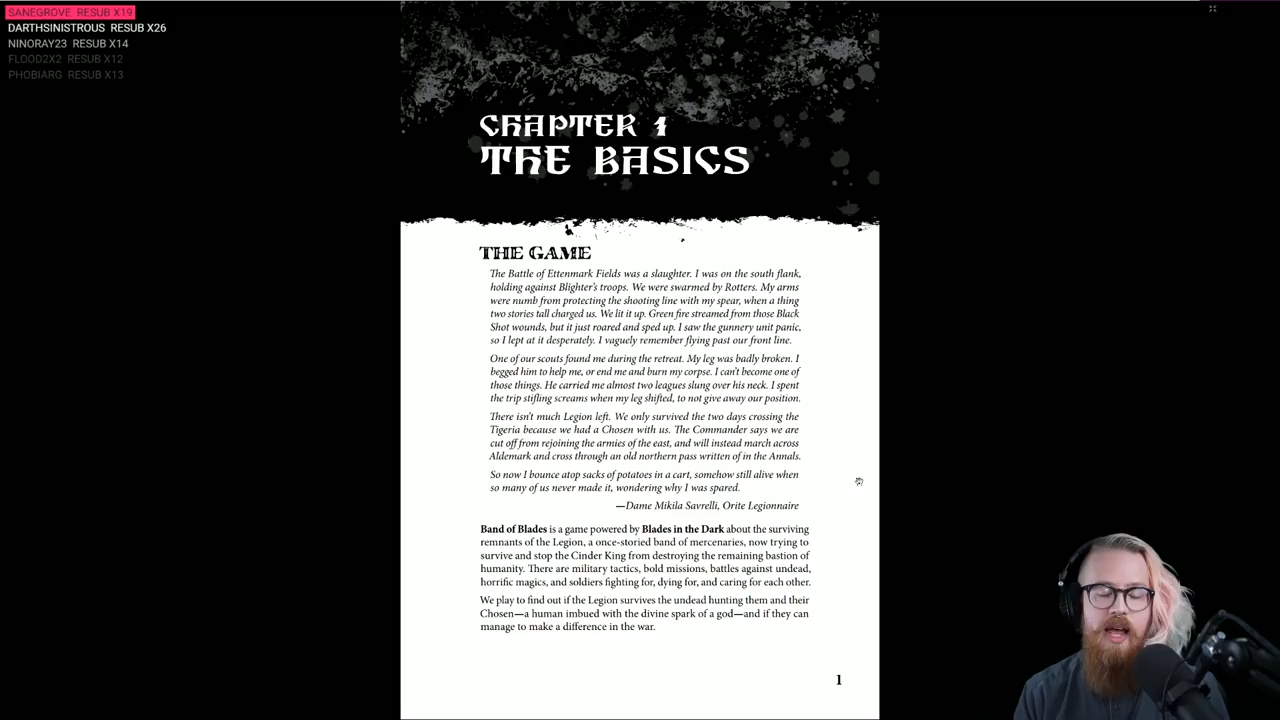 SANEGROVE RESUB X19
DARTHSINISTROUS RESUB X26
NINORAY23 RESUB X14
FLOOD2X2 RESUB X12
PHOBIARG RESUB X13
CHAPTER 1
THE BASICS
THE GAME
The Battle of Ettenmark Fields was a slaughter. I was on the south flank,
holding against Blighter's troops. We were swarmed by Rotters. My arms
were numb from protecting the shooting line with my spear, when a thing
two stories tall charged us. We lit it up. Green fire streamed from those Black
Shot wounds, but it just roared and sped up. I saw the gunnery unit panic,
so I kept at it desperately. I vaguely remember flying past our front line.
One of our scouts found me during the retreat. My leg was badly broken. I
begged him to help me, or end me and burn my corpse. I can't become one of
those things. He carried me almost two leagues slung over his neck. I spent
the trip stifling screams when my leg shifted, to not give away our position.
There isn't much Legion left. We only survived the two days crossing the
Tigeria because we had a Chosen with us. The Commander says we are
cut off from rejoining the armies of the east, and will instead march across
Aldemark and cross through an old northern pass written of in the Annals.
So now I bounce atop sacks of potatoes in a cart, somehow still alive when
so many of us never made it, wondering why I was spared.
—Dame Mikila Savrelli, Orite Legionnaire
Band of Blades is a game powered by Blades in the Dark about the surviving
remnants of the Legion, a once-storied band of mercenaries, now trying to
survive and stop the Cinder King from destroying the remaining bastion of
humanity. There are military tactics, bold missions, battles against undead,
horrific magics, and soldiers fighting for, dying for, and caring for each other.
We play to find out if the Legion survives the undead hunting them and their
Chosen—a human imbued with the divine spark of a god—and if they can
manage to make a difference in the war.
1